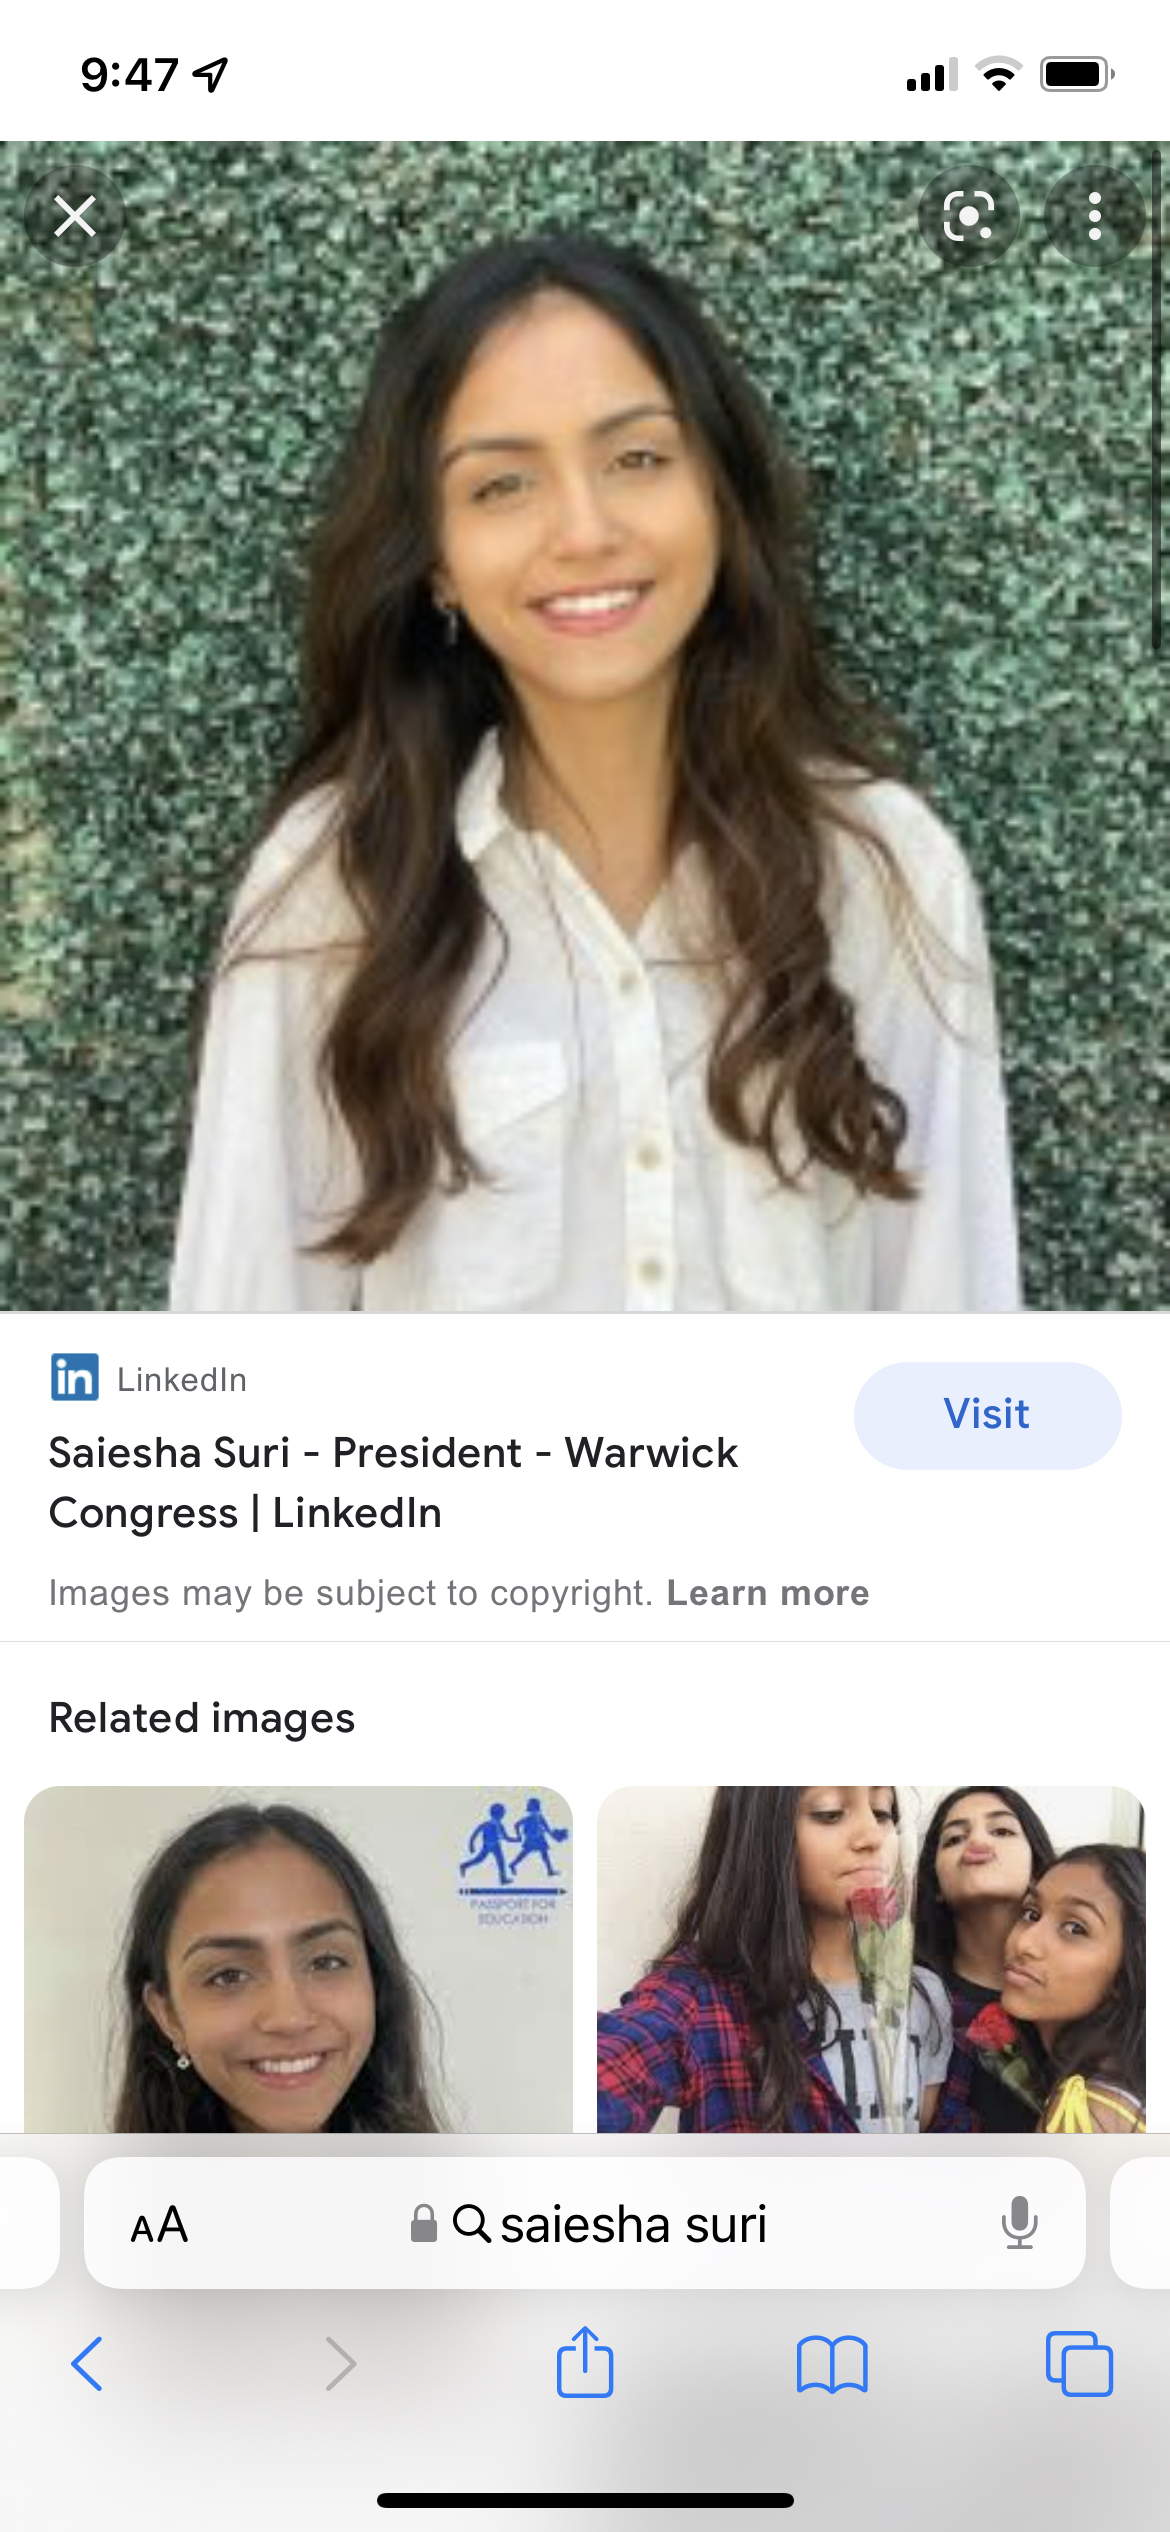 9:47
in LinkedIn
Visit
Saiesha Suri - President - Warwick
Congress | LinkedIn
Images may be subject to copyright. Learn more
Related images
PASSPORT FOR
EDUCATION
AA saiesha suri